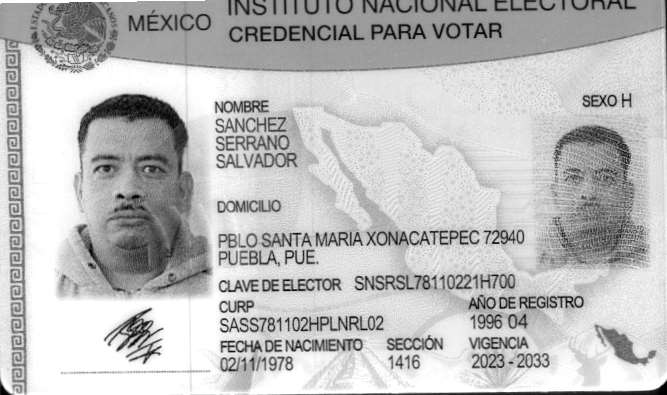 MÉXICO
INSTITUTO NACIONAL ELECTORAL
CREDENCIAL PARA VOTAR
NOMBRE
SEXO H
SANCHEZ
SERRANO
SALVADOR
DOMICILIO
PBLO SANTA MARIA XONACATEPEC 72940
PUEBLA, PUE.
CLAVE DE ELECTOR SNSRSL78110221H700
CURP
AÑO DE REGISTRO
SASS781102HPLNRL02
1996 04
FECHA DE NACIMIENTO SECCIÓN VIGENCIA
02/11/1978 1416 2023 - 2033